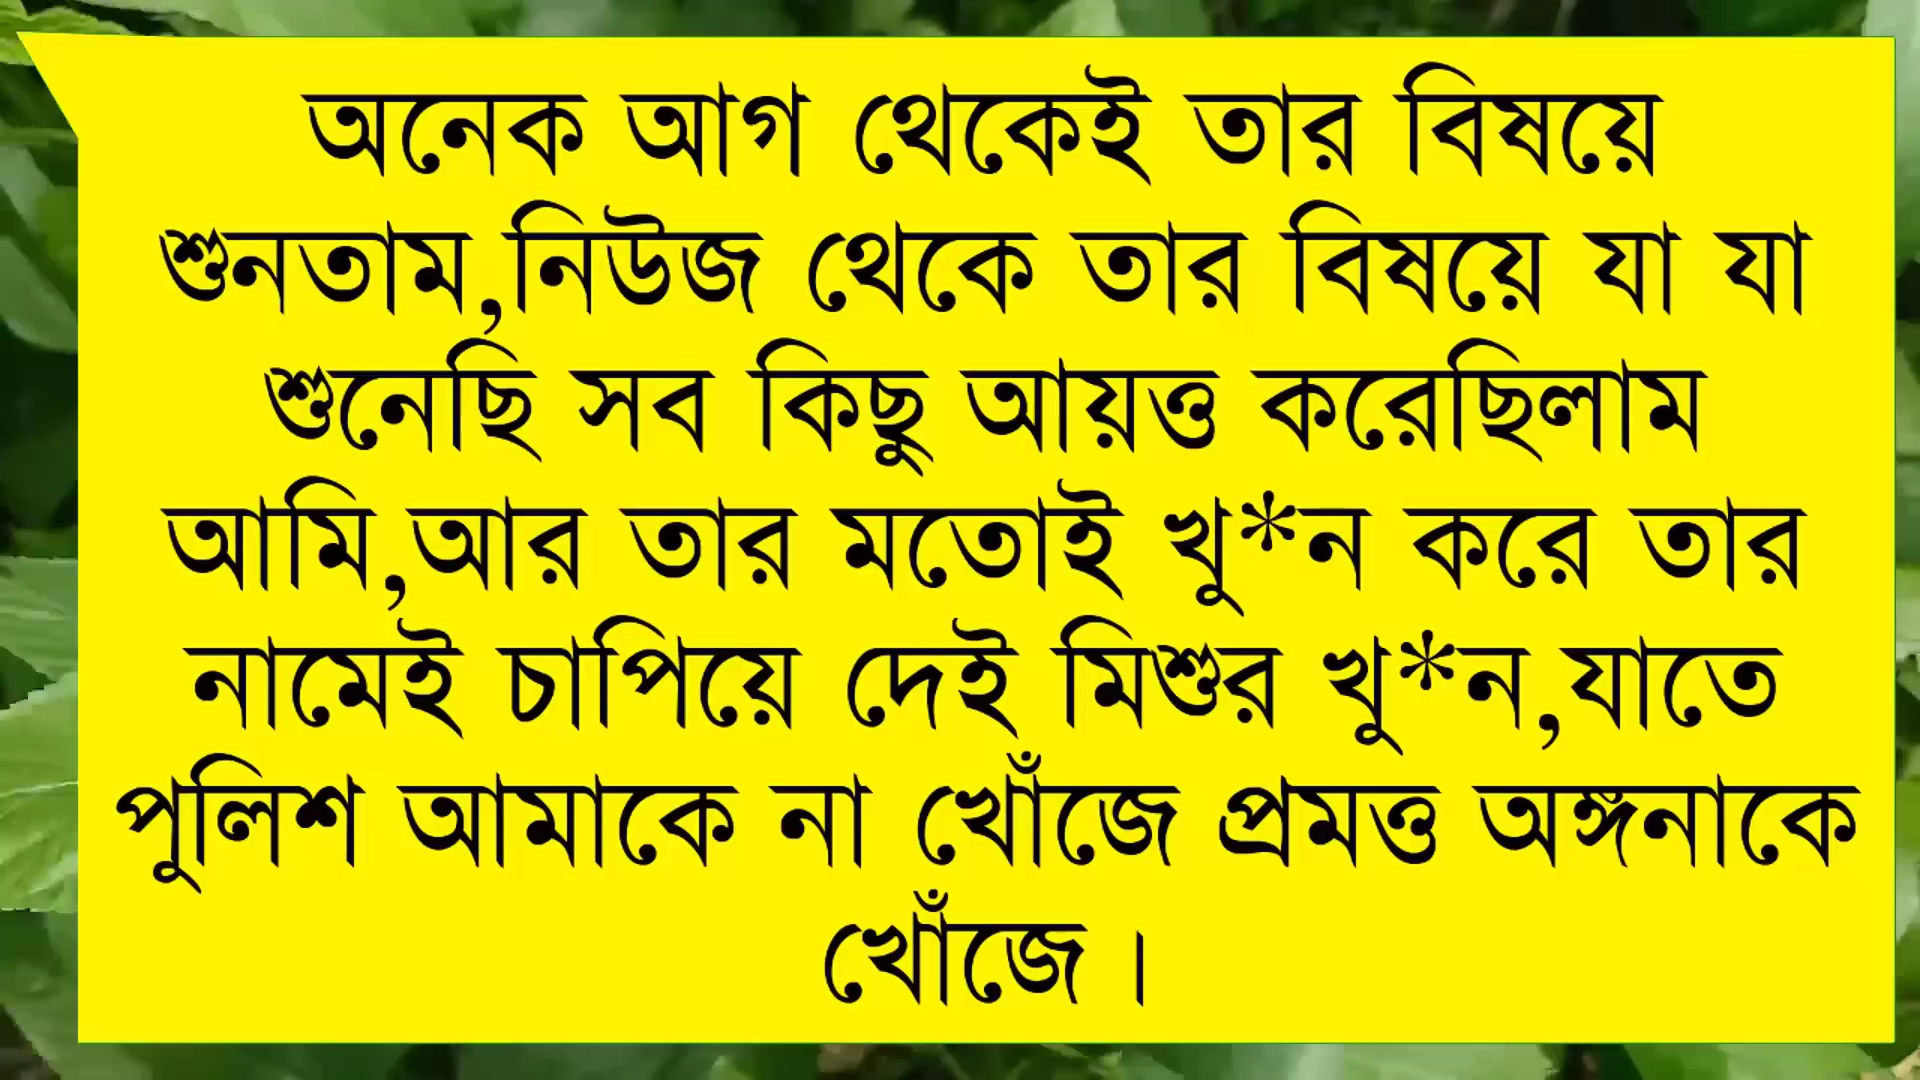 অনেক আগ থেকেই তার বিষয়ে
শুনতাম,নিউজ থেকে তার বিষয়ে যা যা
শুনেছি সব কিছু আয়ত্ত করেছিলাম
আমি,আর তার মতোই খু*ন করে তার
নামেই চাপিয়ে দেই মিশুর খু*ন,যাতে
পুলিশ আমাকে না খোঁজে প্রমত্ত অঙ্গনাকে
খোঁজে।